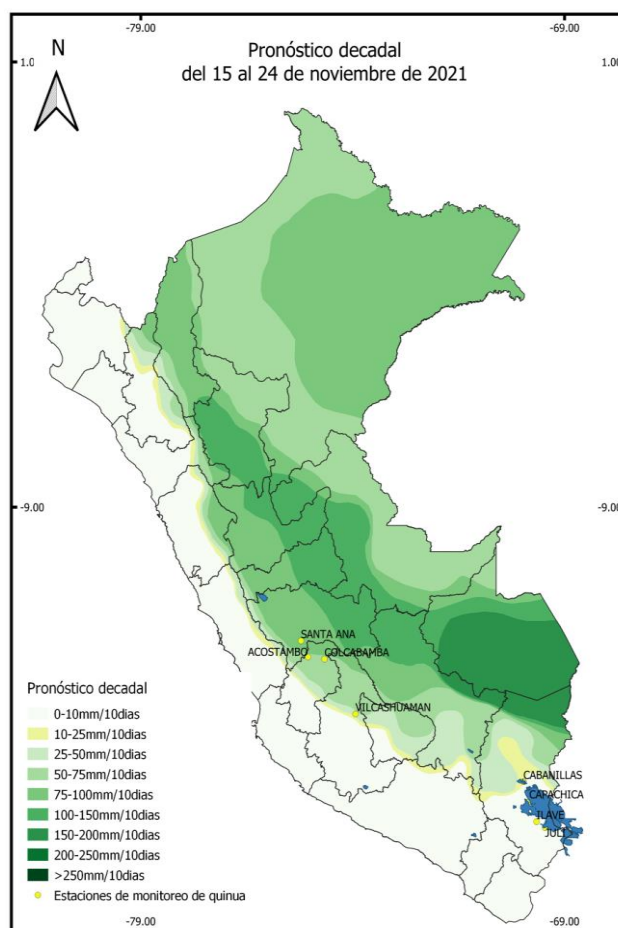 -79.00
-69.00
N
Pronóstico decadal
del 15 al 24 de noviembre de 2021
1.0
1.00
-9.00
-9.00
SANTA ANA
ACOSTAMBO
COLCABAMBA
VILCASHUAMAN
CABANILLAS
CAPACHICA
ILAVE
JULI
Pronóstico decadal
0-10mm/10dias
10-25mm/10dias
25-50mm/10dias
50-75mm/10dias
75-100mm/10dias
100-150mm/10dias
150-200mm/10dias
200-250mm/10dias
>250mm/10dias
Estaciones de monitoreo de quinua
-79.00
-69.00